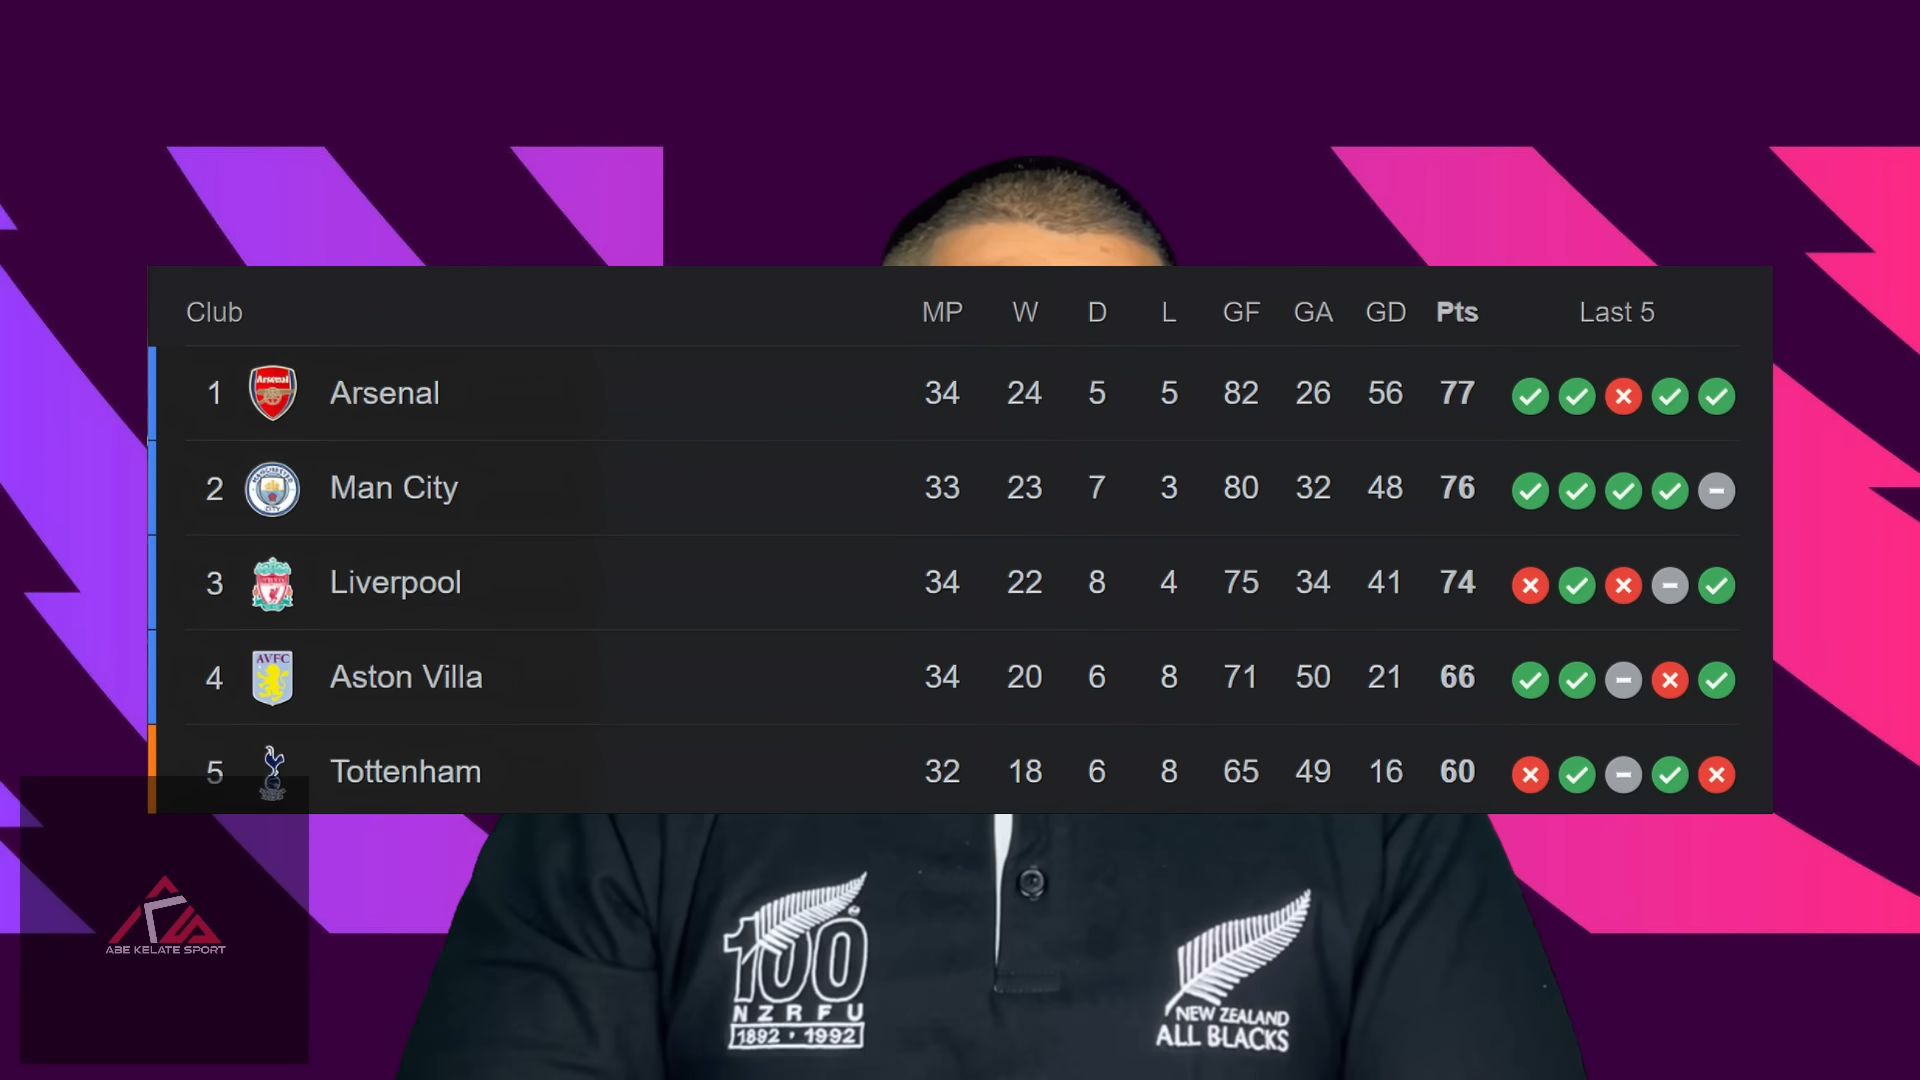 Club MP W D L GF GA GD Pts Last 5
1 Arsenal 34 24 5 5 82 26 56 77
2 Man City 33 23 7 3 80 32 48 76
3 Liverpool 34 22 8 4 75 34 41 74
4 AVFC Aston Villa 34 20 6 8 71 50 21 66
5 Tottenham 32 18 6 8 65 49 16 60
ABE KELATE SPORT
100
NZRFU
1892 · 1992
NEW ZEALAND
ALL BLACKS